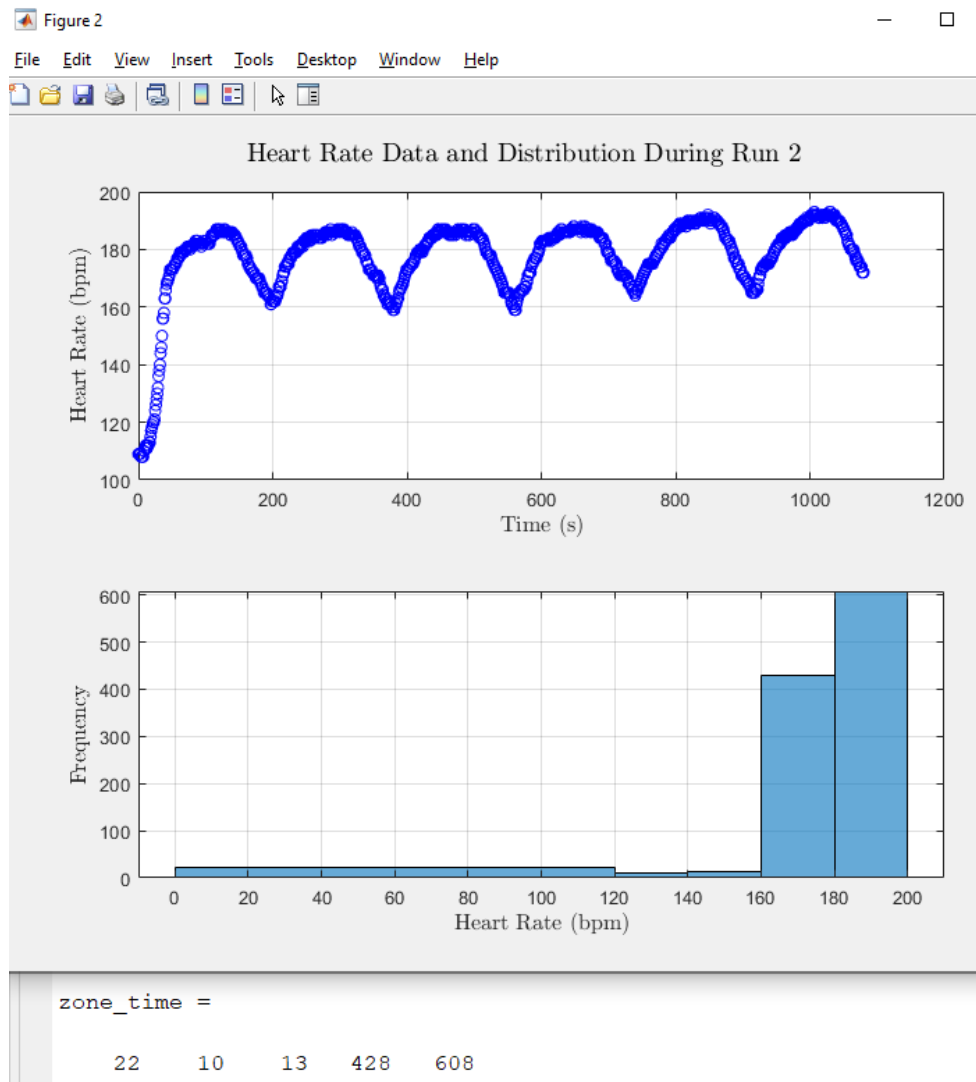 Figure 2
File Edit View Insert Tools Desktop Window Help
Heart Rate Data and Distribution During Run 2
200
180
160
140
120
100
Heart Rate (bpm)
0 200 400 600 800 1000 1200
Time (s)
600
500
400
300
200
100
0
Frequency
0 20 40 60 80 100 120 140 160 180 200
Heart Rate (bpm)
zone_time =
22 10 13 428 608